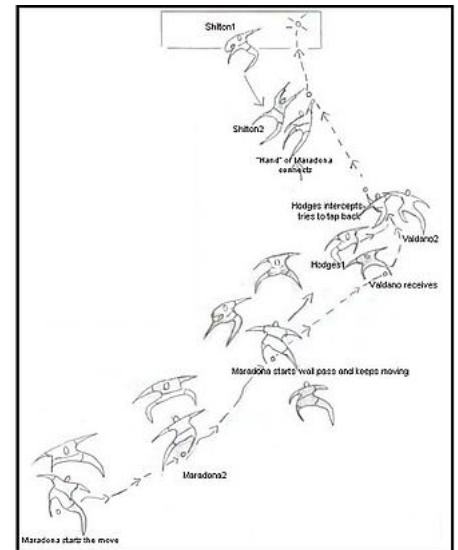 Shilton1
Shilton2
"Hand" of Maradona
connects
Hodges intercepts
tries to tap back
Valdano2
Hodges1
Valdano receives
Maradona starts wall pass and keeps moving
Maradona2
Maradona starts the move